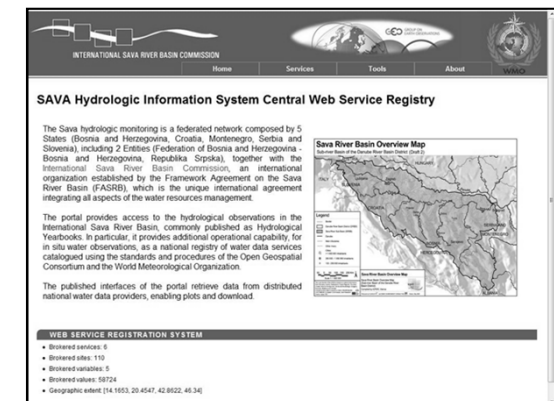 INTERNATIONAL SAVA RIVER BASIN COMMISSION
GEO GROUP ON
EARTH OBSERVATIONS
WMO
Home Services Tools About
SAVA Hydrologic Information System Central Web Service Registry
The Sava hydrologic monitoring is a federated network composed by 5
States (Bosnia and Herzegovina, Croatia, Montenegro, Serbia and
Slovenia), including 2 Entities (Federation of Bosnia and Herzegovina -
Bosnia and Herzegovina, Republika Srpska), together with the
International Sava River Basin Commission, an international
organization established by the Framework Agreement on the Sava
River Basin (FASRB), which is the unique international agreement
integrating all aspects of the water resources management.
The portal provides access to the hydrological observations in the
International Sava River Basin, commonly published as Hydrological
Yearbooks. In particular, it provides additional operational capability, for
in situ water observations, as a national registry of water data services
catalogued using the standards and procedures of the Open Geospatial
Consortium and the World Meteorological Organization.
The published interfaces of the portal retrieve data from distributed
national water data providers, enabling plots and download.
Sava River Basin Overview Map
Sub-river Basin of the Danube River Basin District (Draft 2)
Legend
WEB SERVICE REGISTRATION SYSTEM
• Brokered services: 6
• Brokered sites: 110
• Brokered variables: 5
• Brokered values: 58724
• Geographic extent: [14.1653, 20.4547, 42.8622, 46.34]